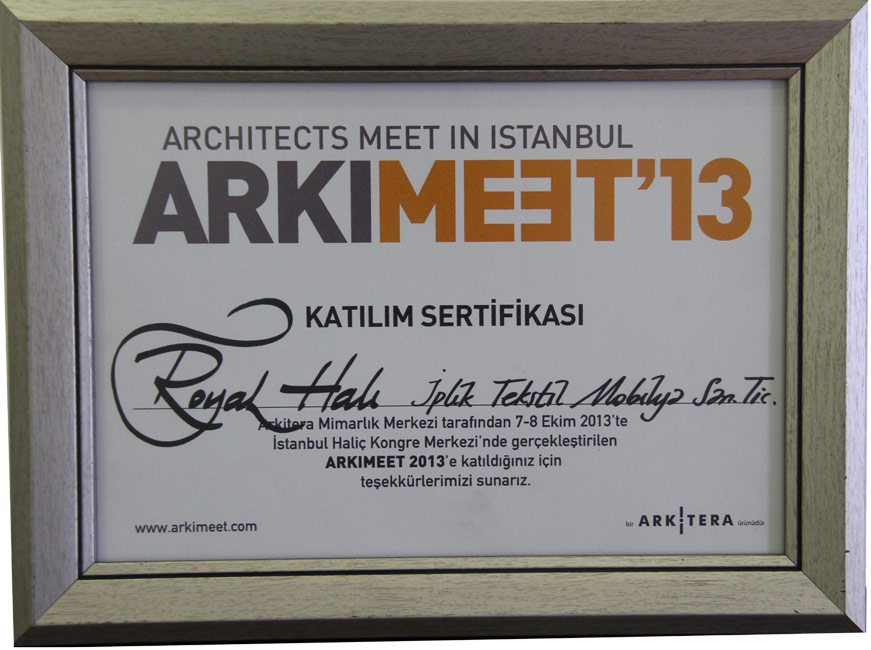 ARCHITECTS MEET IN ISTANBUL
ARKIMEET'13
KATILIM SERTİFİKASI
Royal Halı İplik Tekstil Mobilya San. Tic.
Arkitera Mimarlık Merkezi tarafından 7-8 Ekim 2013'te
İstanbul Haliç Kongre Merkezi'nde gerçekleştirilen
ARKIMEET 2013'e katıldığınız için
teşekkürlerimizi sunarız.
www.arkimeet.com
bir ARKITERA ürünüdür